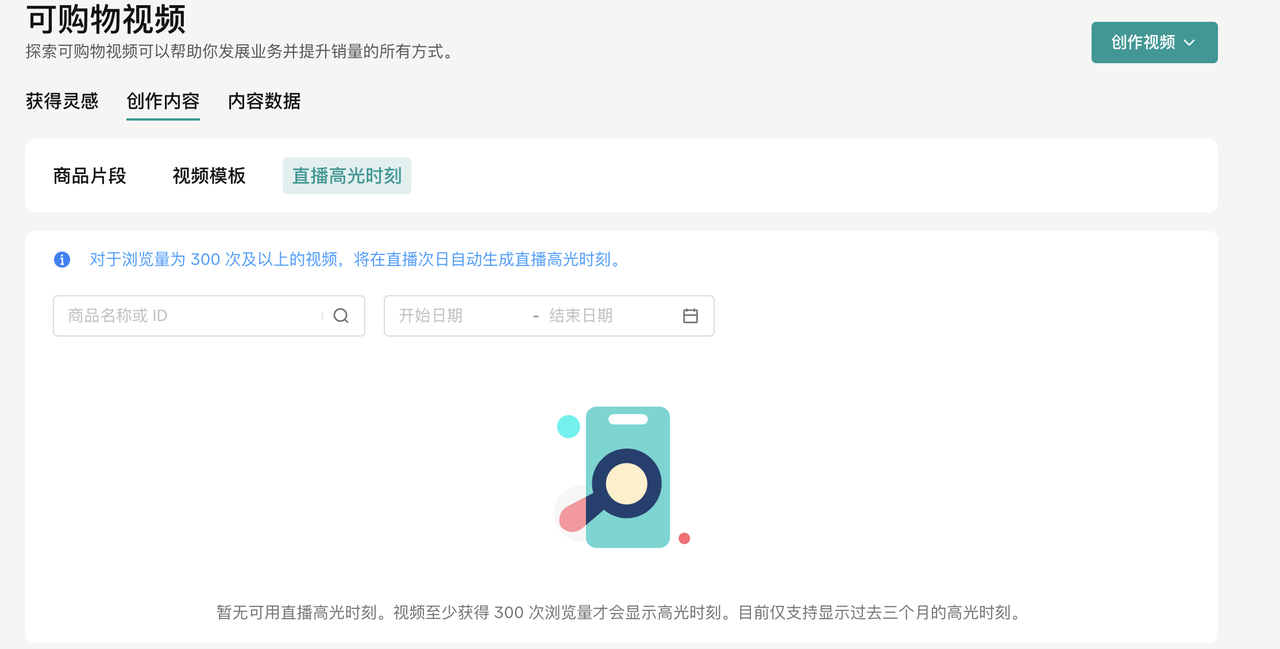 可购物视频
探索可购物视频可以帮助你发展业务并提升销量的所有方式。
创作视频
获得灵感 创作内容 内容数据
商品片段 视频模板 直播高光时刻
对于浏览量为 300 次及以上的视频，将在直播次日自动生成直播高光时刻。
商品名称或 ID 开始日期 - 结束日期
暂无可用直播高光时刻。视频至少获得 300 次浏览量才会显示高光时刻。目前仅支持显示过去三个月的高光时刻。